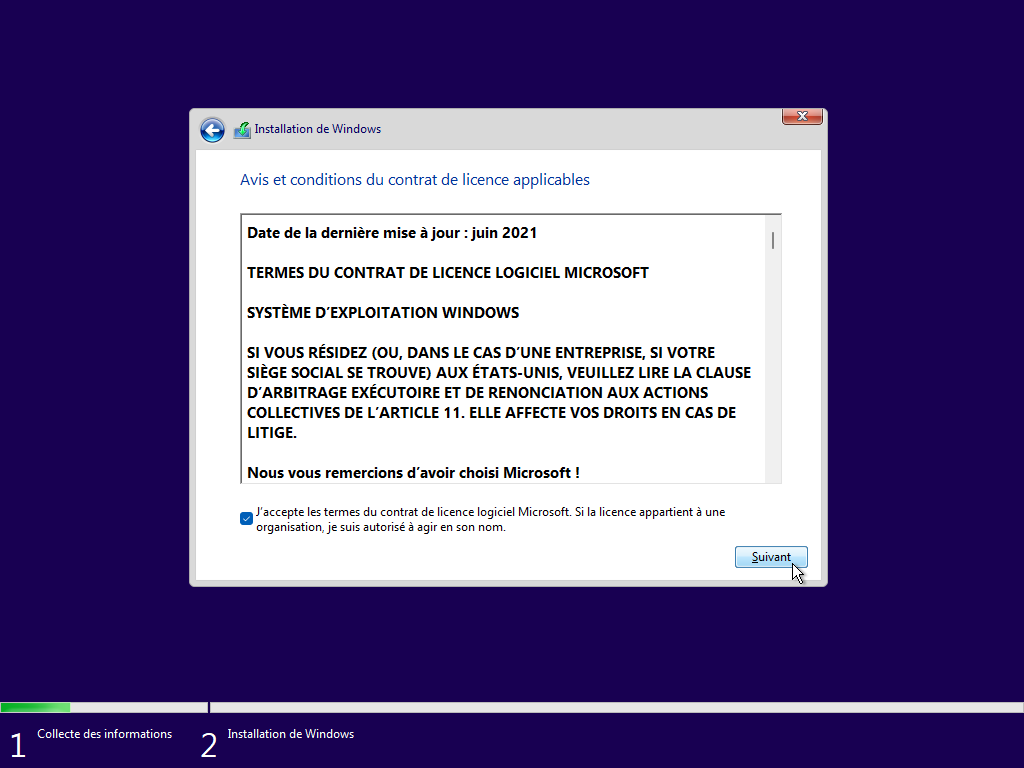 Installation de Windows
Avis et conditions du contrat de licence applicables
Date de la dernière mise à jour : juin 2021
TERMES DU CONTRAT DE LICENCE LOGICIEL MICROSOFT
SYSTÈME D’EXPLOITATION WINDOWS
SI VOUS RÉSIDEZ (OU, DANS LE CAS D’UNE ENTREPRISE, SI VOTRE
SIÈGE SOCIAL SE TROUVE) AUX ÉTATS-UNIS, VEUILLEZ LIRE LA CLAUSE
D’ARBITRAGE EXÉCUTOIRE ET DE RENONCIATION AUX ACTIONS
COLLECTIVES DE L’ARTICLE 11. ELLE AFFECTE VOS DROITS EN CAS DE
LITIGE.
Nous vous remercions d’avoir choisi Microsoft !
J’accepte les termes du contrat de licence logiciel Microsoft. Si la licence appartient à une
organisation, je suis autorisé à agir en son nom.
Suivant
1 Collecte des informations
2 Installation de Windows